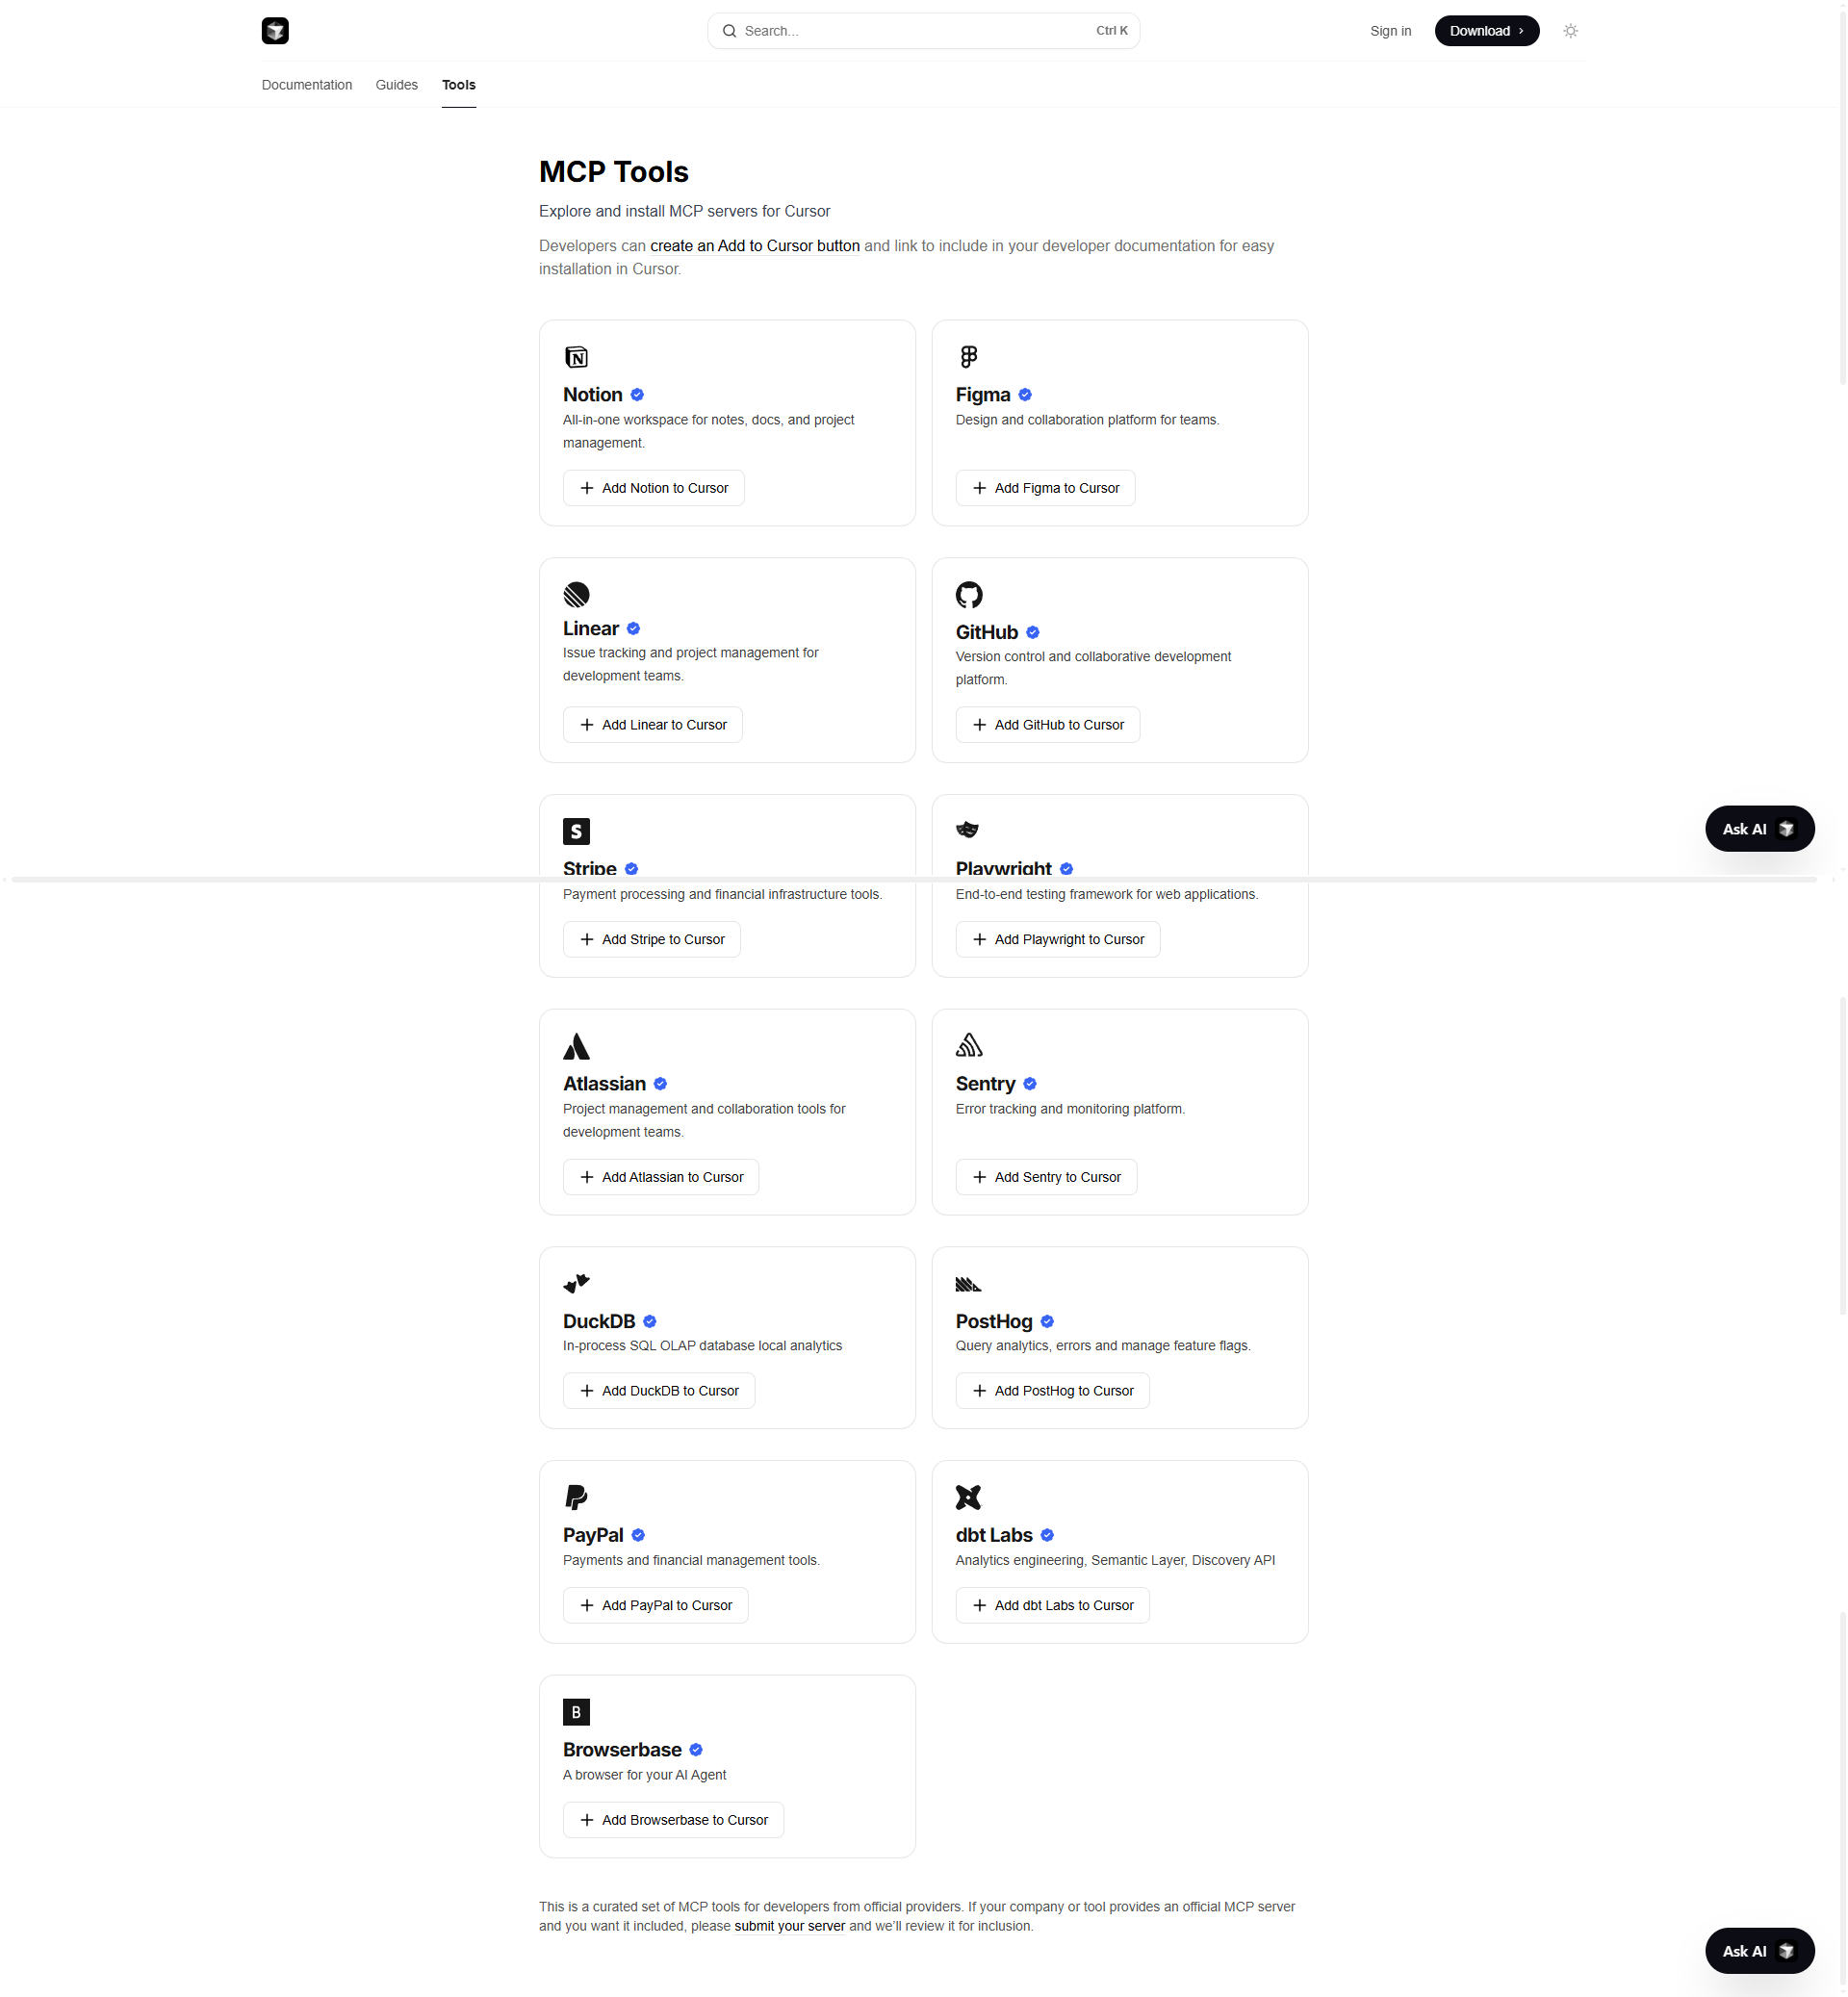 Search...
Ctrl K
Sign in
Download
Documentation
Guides
Tools
MCP Tools
Explore and install MCP servers for Cursor
Developers can create an Add to Cursor button and link to include in your developer documentation for easy
installation in Cursor.
Notion
All-in-one workspace for notes, docs, and project
management.
Add Notion to Cursor
Figma
Design and collaboration platform for teams.
Add Figma to Cursor
Linear
Issue tracking and project management for
development teams.
Add Linear to Cursor
GitHub
Version control and collaborative development
platform.
Add GitHub to Cursor
S
Stripe
Payment processing and financial infrastructure tools.
Add Stripe to Cursor
Playwright
End-to-end testing framework for web applications.
Add Playwright to Cursor
Ask AI
Atlassian
Project management and collaboration tools for
development teams.
Add Atlassian to Cursor
Sentry
Error tracking and monitoring platform.
Add Sentry to Cursor
DuckDB
In-process SQL OLAP database local analytics
Add DuckDB to Cursor
PostHog
Query analytics, errors and manage feature flags.
Add PostHog to Cursor
PayPal
Payments and financial management tools.
Add PayPal to Cursor
dbt Labs
Analytics engineering, Semantic Layer, Discovery API
Add dbt Labs to Cursor
B
Browserbase
A browser for your AI Agent
Add Browserbase to Cursor
This is a curated set of MCP tools for developers from official providers. If your company or tool provides an official MCP server
and you want it included, please submit your server and we’ll review it for inclusion.
Ask AI